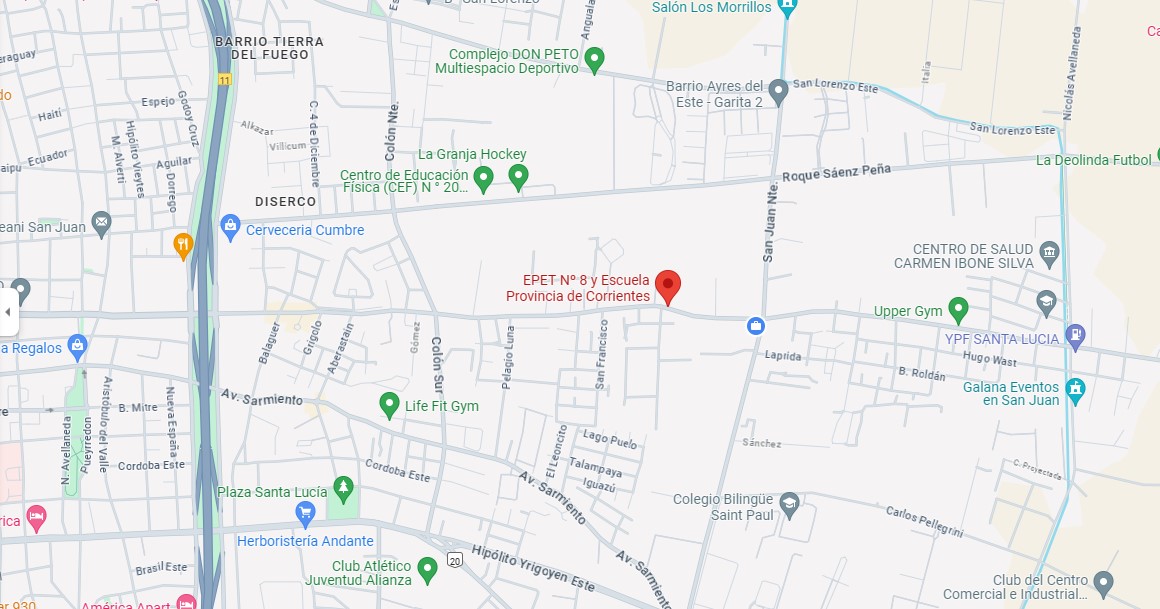 D - San Lorenzo
Salón Los Morrillos
Colón Nte.
BARRIO TIERRA
DEL FUEGO
Complejo DON PETO
Multiespacio Deportivo
11
Barrio Ayres del
Este - Garita 2
San Lorenzo Este
Italia
Nicolás Avellaneda
Espejo
Haití
Godoy Cruz
Alkazar
Villicum
C. 4 de Diciembre
Hipólito Vieytes
M. Alverti
Ecuador
Aguilar
An Dorrego
San Lorenzo Este
La Granja Hockey
Centro de Educación
Física (CEF) N ° 20...
La Deolinda Futbol
Roque Sáenz Peña
DISERCO
San Juan Nte.
eani San Juan
Cerveceria Cumbre
CENTRO DE SALUD
CARMEN IBONE SILVA
EPET Nº 8 y Escuela
Provincia de Corrientes
Upper Gym
YPF SANTA LUCIA
a Regalos
Balaguer
Grigolo
Aberastain
Gómez
Colón Sur
Pelagio Luna
San Francisco
Laprida
Hugo Wast
B. Roldán
Galana Eventos
en San Juan
Av. Sarmiento
Life Fit Gym
Aristóbulo del Valle
B. Mitre
Nueva España
N. Avellaneda
Pueyrredon
Cordoba Este
Lago Puelo
Sánchez
El Leoncito
Talampaya
Iguazú
C. Proyectada
Cordoba Este
Plaza Santa Lucía
Av. Sarmiento
Colegio Bilingüe
Saint Paul
Carlos Pellegrini
rica
Herboristería Andante
20
Hipólito Yrigoyen Este
Av. Sarmiento
Brasil Este
Club Atlético
Juventud Alianza
Club del Centro
Comercial e Industrial...
ar 930
América Apart